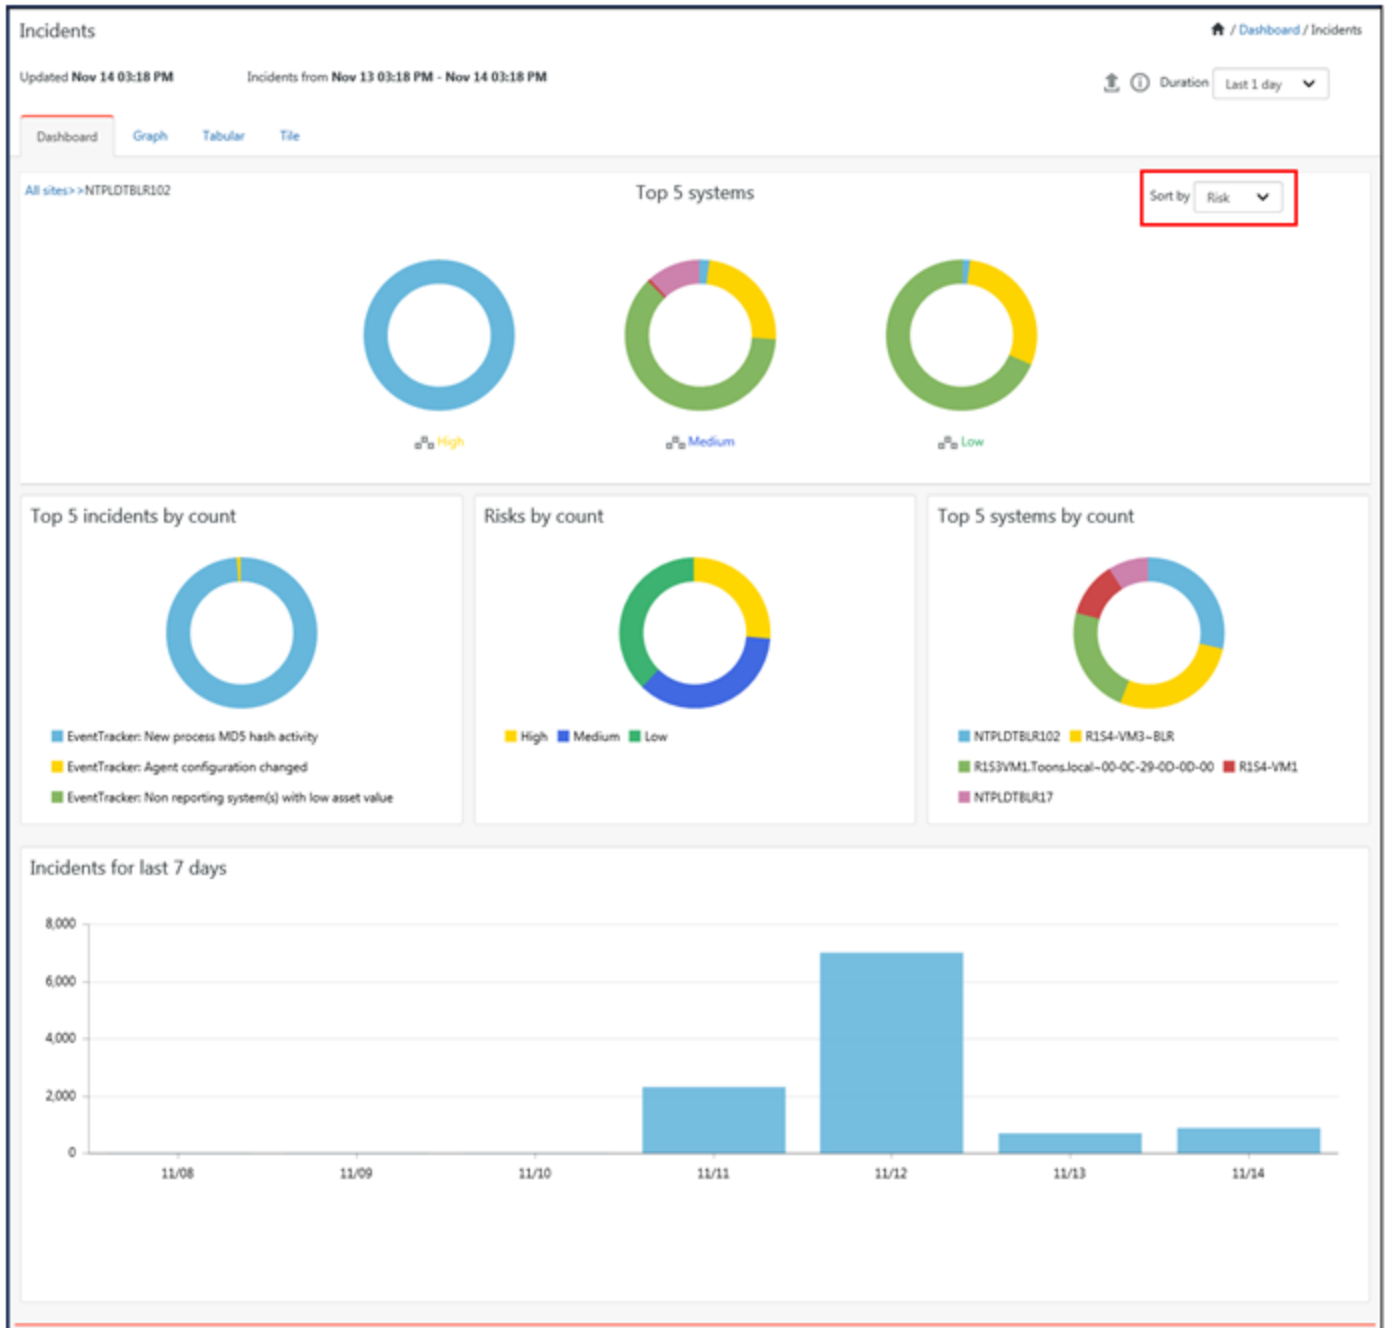 Incidents
/ Dashboard / Incidents
Updated Nov 14 03:18 PM
Incidents from Nov 13 03:18 PM - Nov 14 03:18 PM
Duration Last 1 day
Dashboard Graph Tabular Tile
All sites>>NTPLDTBLR102
Top 5 systems
Sort by Risk
High Medium Low
Top 5 incidents by count
EventTracker: New process MD5 hash activity
EventTracker: Agent configuration changed
EventTracker: Non reporting system(s) with low asset value
Risks by count
High Medium Low
Top 5 systems by count
NTPLDTBLR102 R1S4-VM3~BLR
R1S3VM1.Toons.local~00-0C-29-0D-0D-00 R1S4-VM1
NTPLDTBLR17
Incidents for last 7 days
8,000
6,000
4,000
2,000
0
11/08 11/09 11/10 11/11 11/12 11/13 11/14